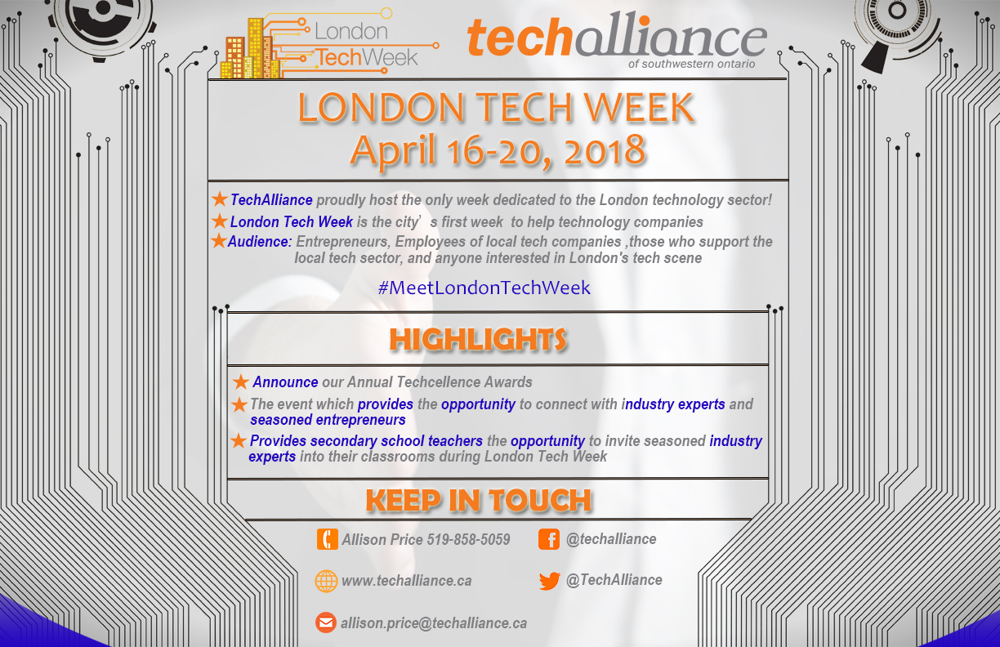 London
TechWeek
techalliance
of southwestern ontario
LONDON TECH WEEK
April 16-20, 2018
TechAlliance proudly host the only week dedicated to the London technology sector!
London Tech Week is the city’s first week to help technology companies
Audience: Entrepreneurs, Employees of local tech companies ,those who support the
local tech sector, and anyone interested in London's tech scene
#MeetLondonTechWeek
HIGHLIGHTS
Announce our Annual Techcellence Awards
The event which provides the opportunity to connect with industry experts and
seasoned entrepreneurs
Provides secondary school teachers the opportunity to invite seasoned industry
experts into their classrooms during London Tech Week
KEEP IN TOUCH
Allison Price 519-858-5059
@techalliance
www.techalliance.ca
@TechAlliance
allison.price@techalliance.ca